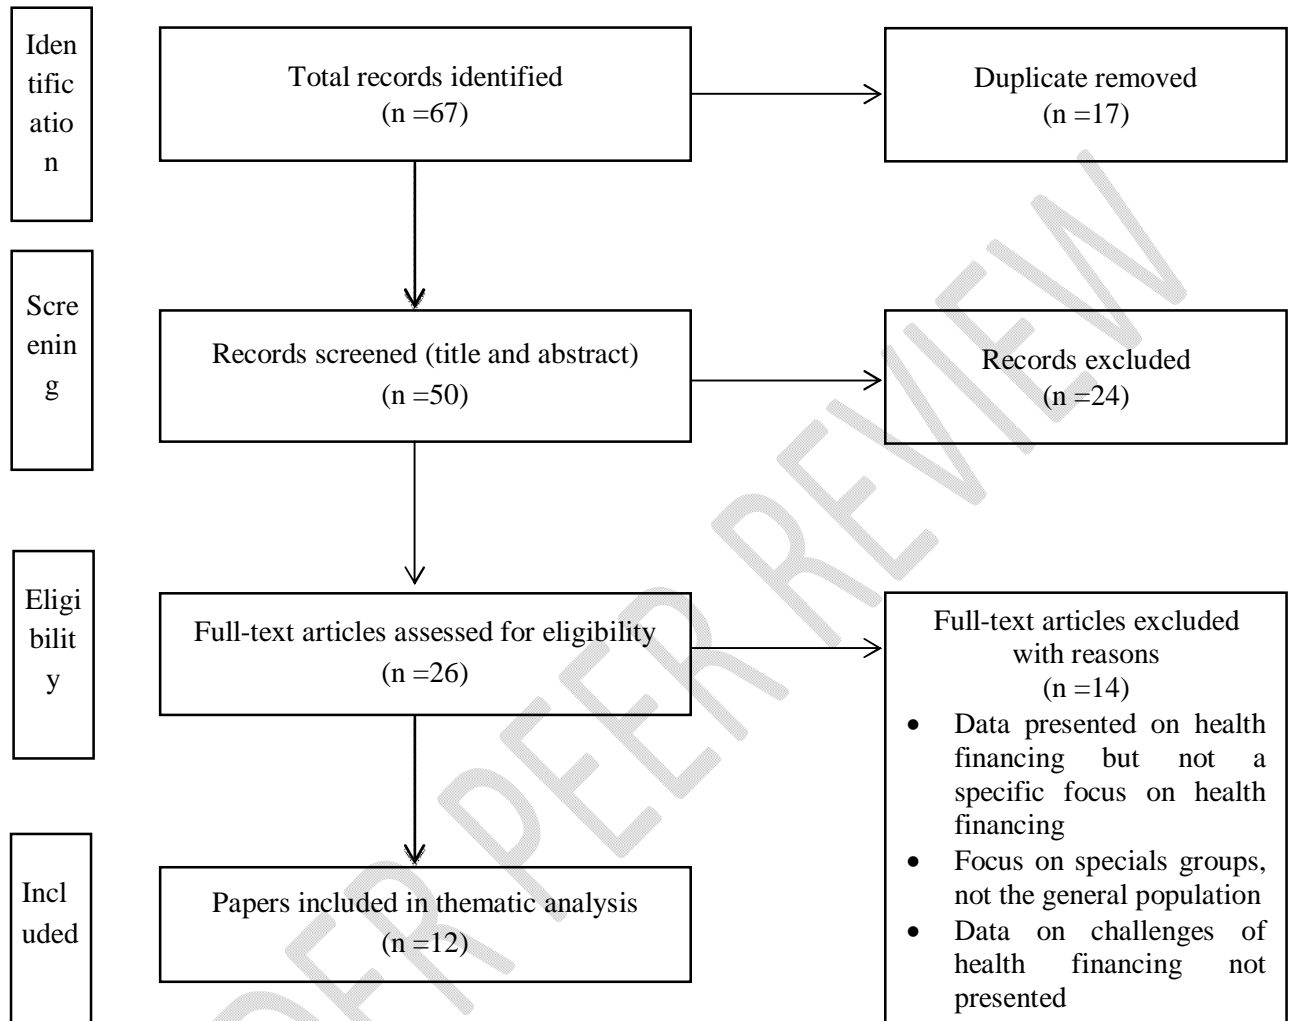 Iden
tific
atio
n
Total records identified
(n =67)
Duplicate removed
(n =17)
Scre
enin
g
Records screened (title and abstract)
(n =50)
Records excluded
(n =24)
Eligi
bilit
y
Full-text articles assessed for eligibility
(n =26)
Full-text articles excluded
with reasons
(n =14)
• Data presented on health
financing but not a
specific focus on health
financing
• Focus on specials groups,
not the general population
• Data on challenges of
health financing not
presented
Incl
uded
Papers included in thematic analysis
(n =12)
DER PEER REVIEW